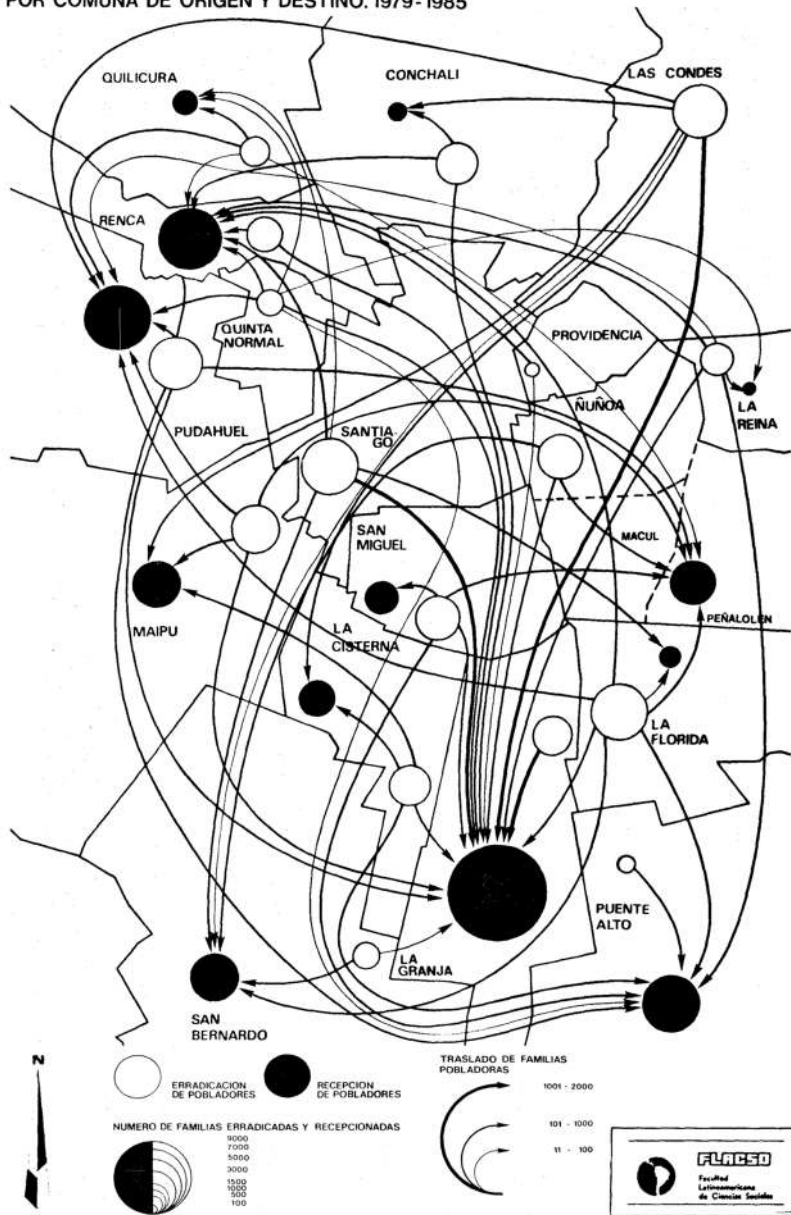 POR COMUNA DE ORIGEN Y DESTINO. 1979-1985
QUILICURA
CONCHALI
LAS CONDES
RENCA
QUINTA
NORMAL
PROVIDENCIA
ÑUÑOA
LA
REINA
PUDAHUEL
SANTIA-
GO
SAN
MIGUEL
MACUL
PEÑALOLEN
MAIPU
LA
CISTERNA
LA
FLORIDA
PUENTE
ALTO
LA
GRANJA
SAN
BERNARDO
N
ERRADICACION
DE POBLADORES
RECEPCION
DE POBLADORES
TRASLADO DE FAMILIAS
POBLADORAS
1001 - 2000
101 - 1000
11 - 100
NUMERO DE FAMILIAS ERRADICADAS Y RECEPCIONADAS
9000
7000
5000
3000
1500
1000
500
100
FLACSO
Facultad
Latinoamericana
de Ciencias Sociales